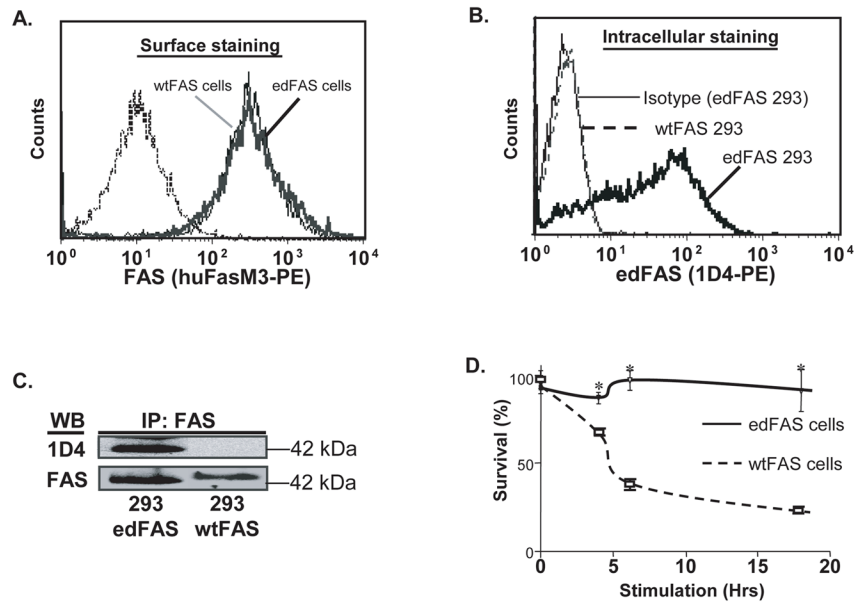 A.
Surface staining
wtFAS cells
edFAS cells
Counts
10^0 10^1 10^2 10^3 10^4
FAS (huFasM3-PE)
B.
Intracellular staining
Isotype (edFAS 293)
wtFAS 293
edFAS 293
Counts
10^0 10^1 10^2 10^3 10^4
edFAS (1D4-PE)
C.
WB IP: FAS
1D4 42 kDa
FAS 42 kDa
293 293
edFAS wtFAS
D.
* * *
100
50
0
Survival (%)
edFAS cells
wtFAS cells
0 5 10 15 20
Stimulation (Hrs)